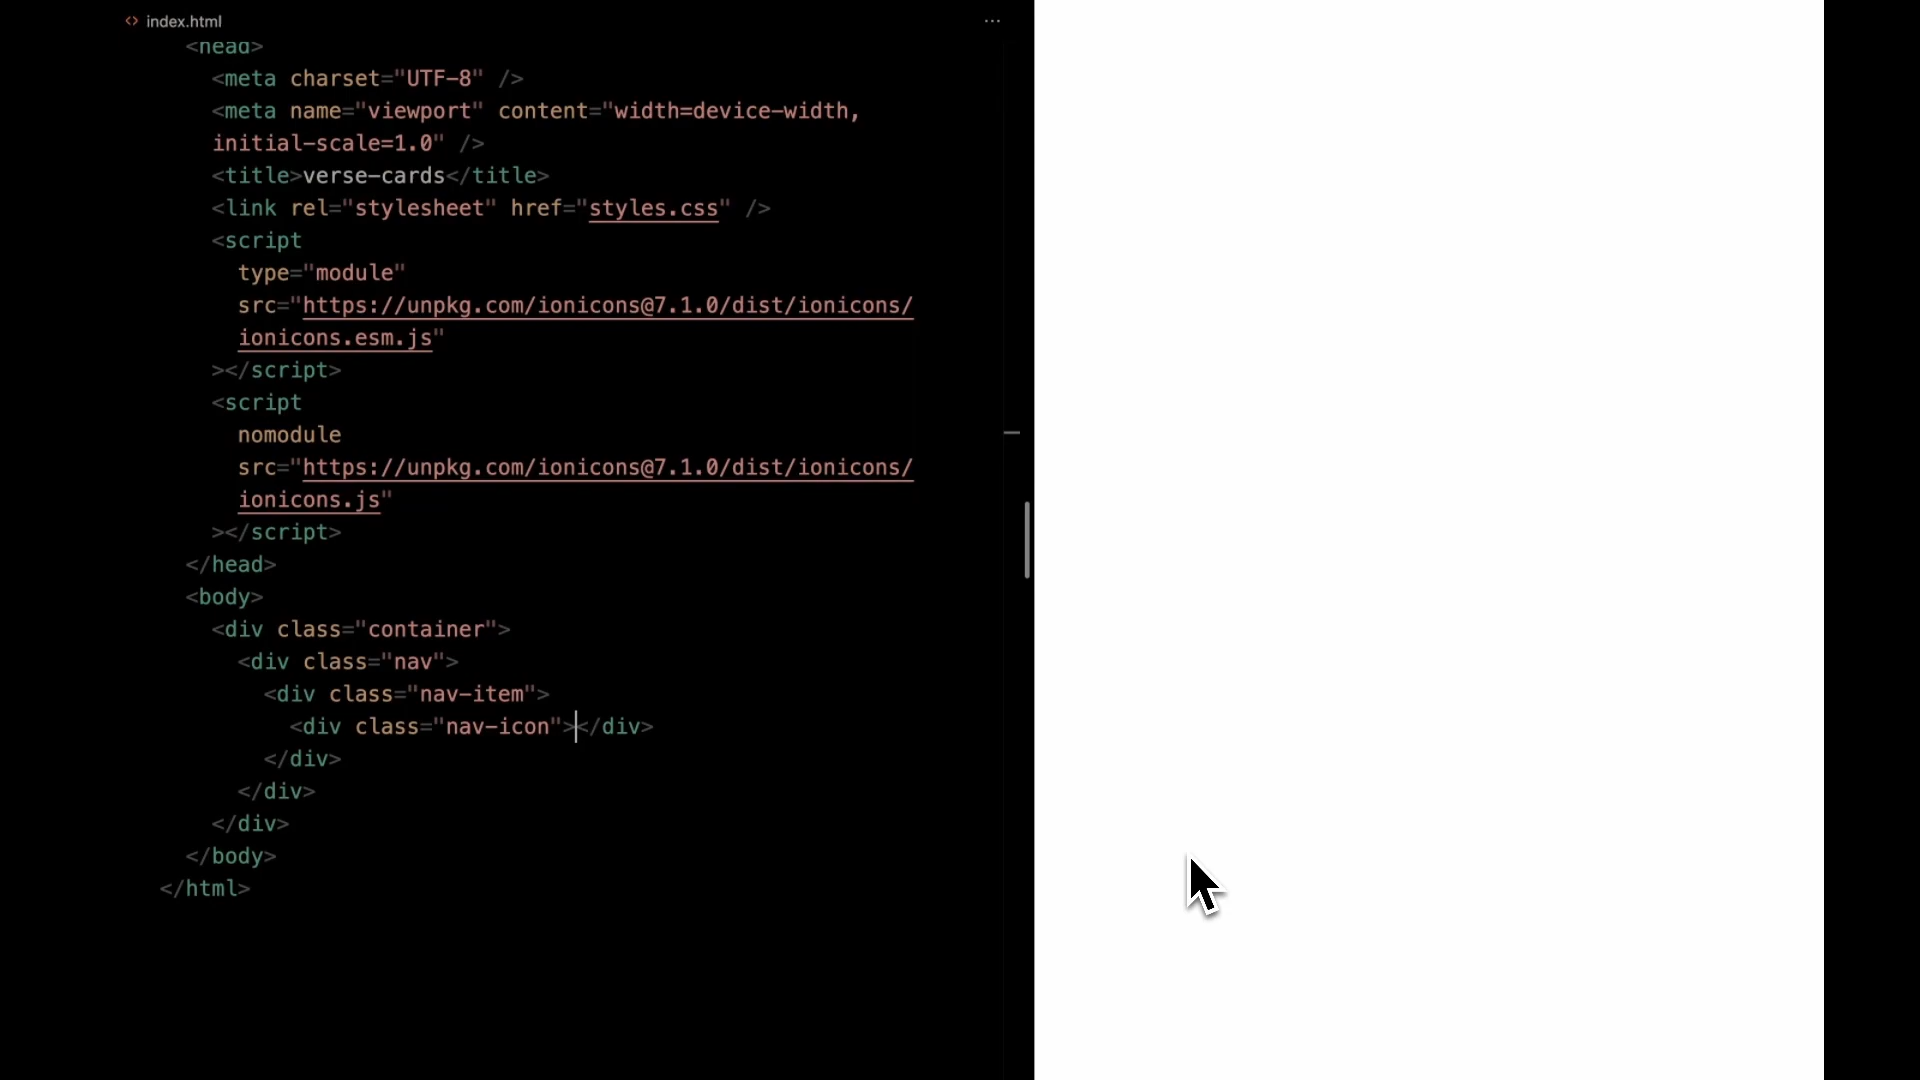 <> index.html ...
<head>
<meta charset="UTF-8" />
<meta name="viewport" content="width=device-width,
initial-scale=1.0" />
<title>verse-cards</title>
<link rel="stylesheet" href="styles.css" />
<script
type="module"
src="https://unpkg.com/ionicons@7.1.0/dist/ionicons/
ionicons.esm.js"
></script>
<script
nomodule
src="https://unpkg.com/ionicons@7.1.0/dist/ionicons/
ionicons.js"
></script>
</head>
<body>
<div class="container">
<div class="nav">
<div class="nav-item">
<div class="nav-icon"></div>
</div>
</div>
</div>
</body>
</html>